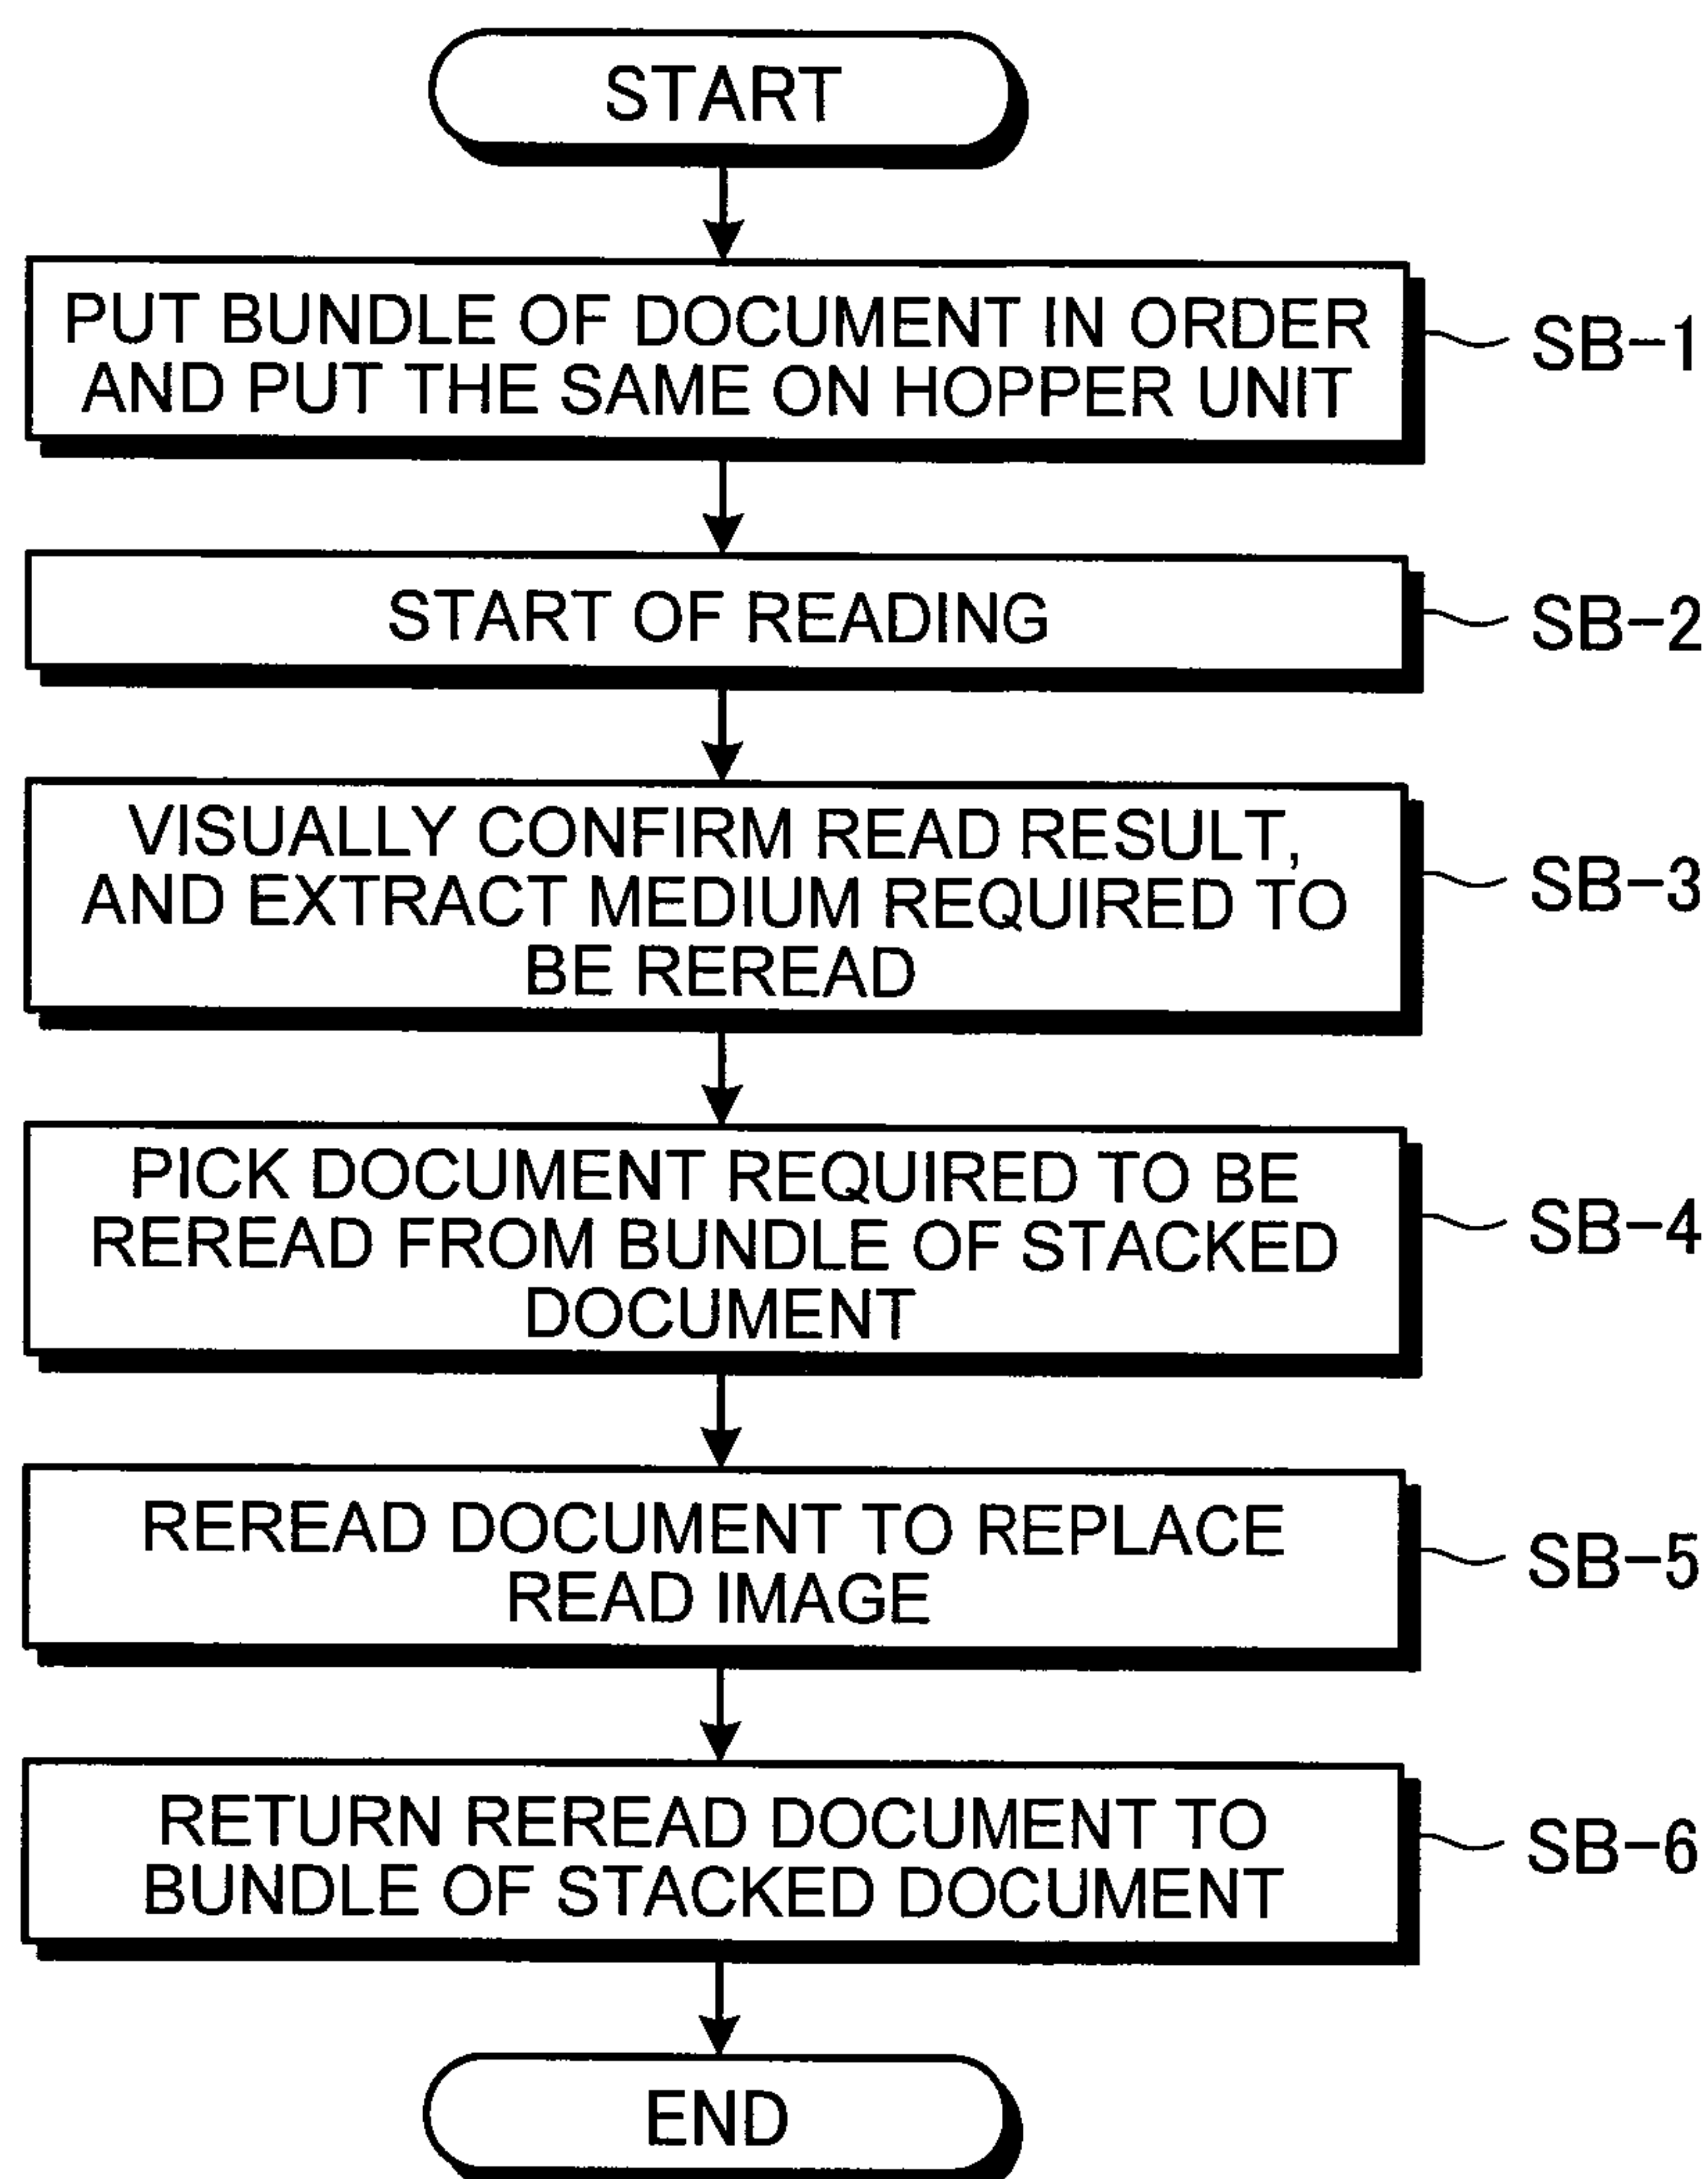 START
PUT BUNDLE OF DOCUMENT IN ORDER
AND PUT THE SAME ON HOPPER UNIT
SB-1
START OF READING
SB-2
VISUALLY CONFIRM READ RESULT,
AND EXTRACT MEDIUM REQUIRED TO
BE REREAD
SB-3
PICK DOCUMENT REQUIRED TO BE
REREAD FROM BUNDLE OF STACKED
DOCUMENT
SB-4
REREAD DOCUMENT TO REPLACE
READ IMAGE
SB-5
RETURN REREAD DOCUMENT TO
BUNDLE OF STACKED DOCUMENT
SB-6
END